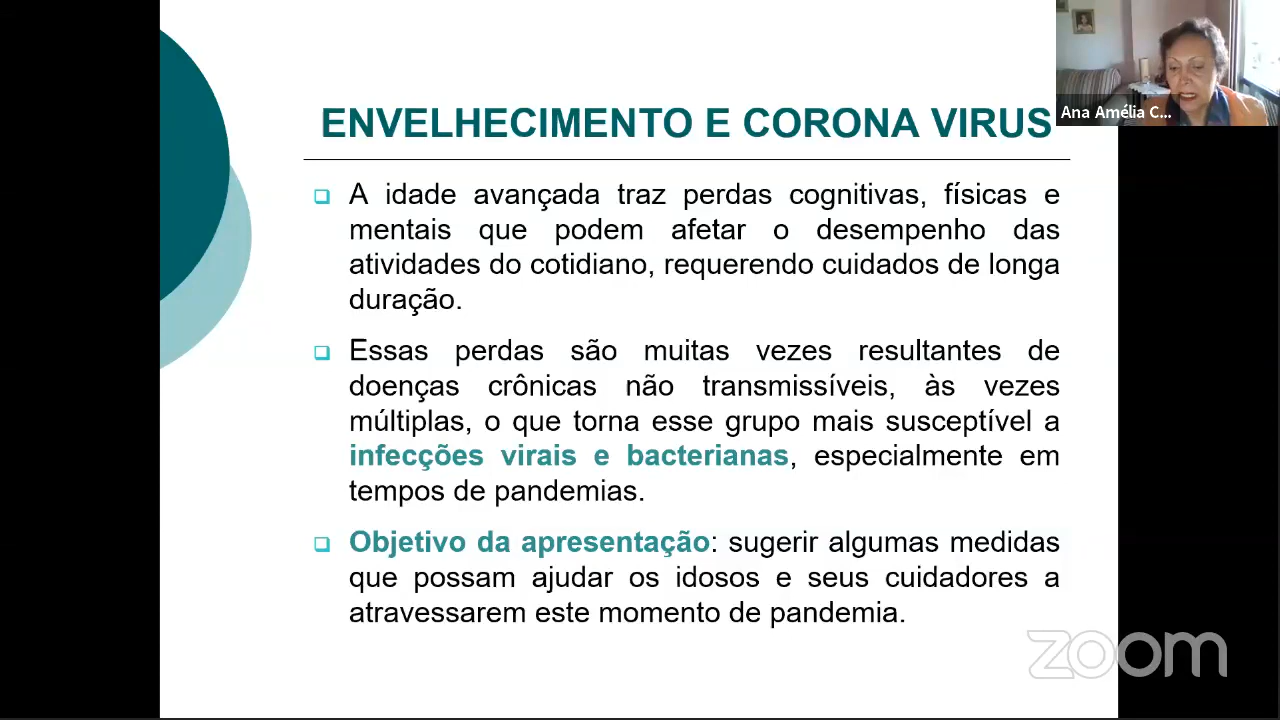 ENVELHECIMENTO E CORONA VIRUS
Ana Amélia C...
A idade avançada traz perdas cognitivas, físicas e
mentais que podem afetar o desempenho das
atividades do cotidiano, requerendo cuidados de longa
duração.
Essas perdas são muitas vezes resultantes de
doenças crônicas não transmissíveis, às vezes
múltiplas, o que torna esse grupo mais susceptível a
infecções virais e bacterianas, especialmente em
tempos de pandemias.
Objetivo da apresentação: sugerir algumas medidas
que possam ajudar os idosos e seus cuidadores a
atravessarem este momento de pandemia.
zoom